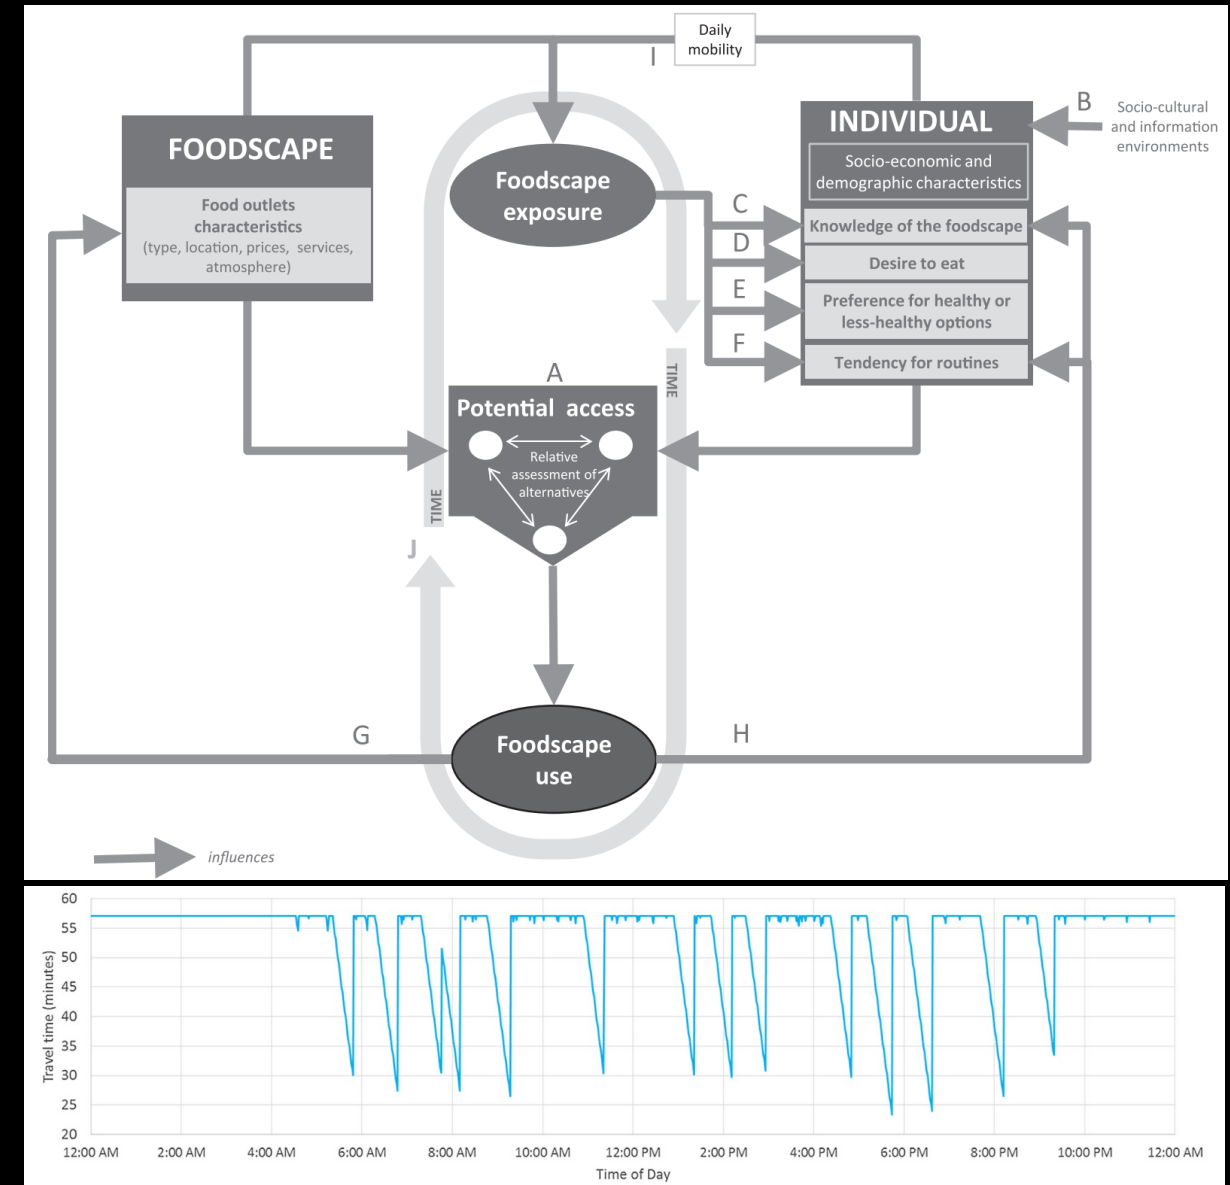 Daily
mobility
I
FOODSCAPE
Food outlets
characteristics
(type, location, prices, services,
atmosphere)
Foodscape
exposure
INDIVIDUAL
Socio-economic and
demographic characteristics
Knowledge of the foodscape
Desire to eat
Preference for healthy or
less-healthy options
Tendency for routines
B
Socio-cultural
and information
environments
C
D
E
F
A
Potential access
Relative
assessment of
alternatives
TIME
TIME
J
G
Foodscape
use
H
influences
60
55
50
45
40
35
30
25
20
Travel time (minutes)
12:00 AM 2:00 AM 4:00 AM 6:00 AM 8:00 AM 10:00 AM 12:00 PM 2:00 PM 4:00 PM 6:00 PM 8:00 PM 10:00 PM 12:00 AM
Time of Day